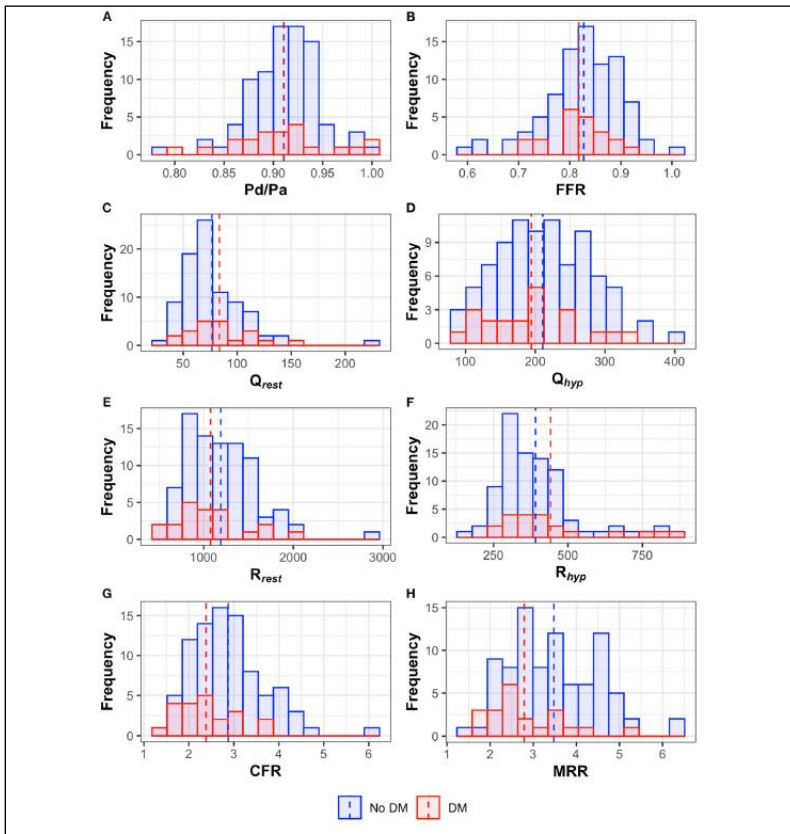 A
B
Frequency
15
10
5
0
0.80
0.90
0.95
1.00
Pd/Pa
Frequency
15
10
5
0
0.6
0.7
0.8
0.9
1.0
FFR
C
D
Frequency
20
10
0
50
100
150
200
Qrest
Frequency
9
6
3
0
100
200
300
400
Qhyp
E
F
Frequency
15
10
5
0
1000
2000
3000
Rrest
Frequency
20
15
10
5
0
250
500
750
Rhyp
G
H
Frequency
15
10
5
0
1
2
3
4
5
6
CFR
Frequency
15
10
5
0
1
2
3
4
5
6
MRR
No DM
DM